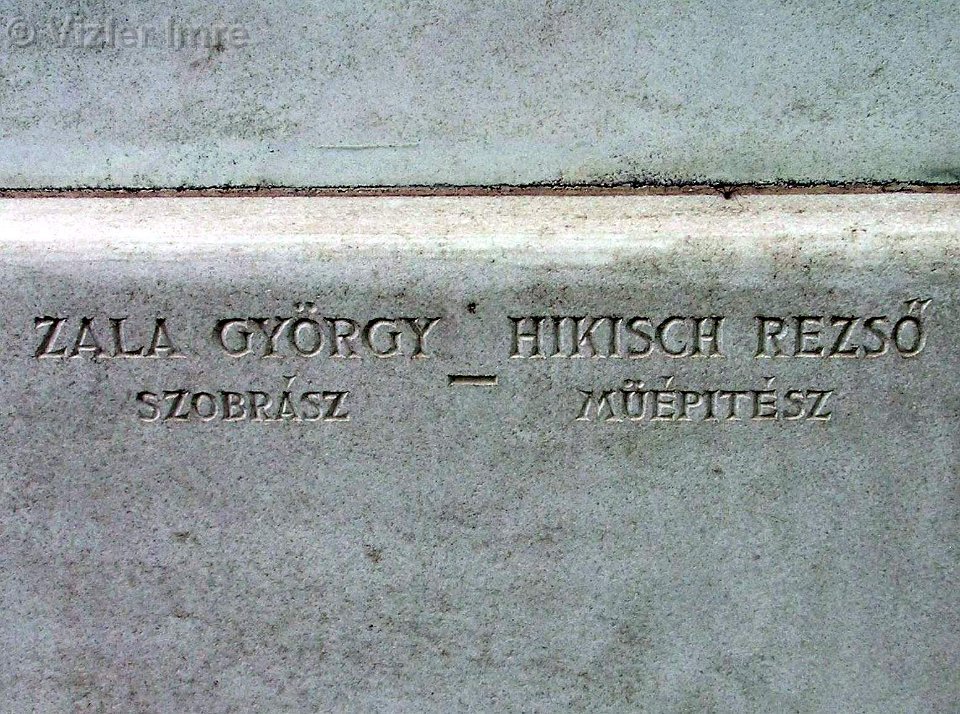 © Vizler Imre
ZALA GYÖRGY – HIKISCH REZSŐ
SZOBRÁSZ MŰÉPITÉSZ